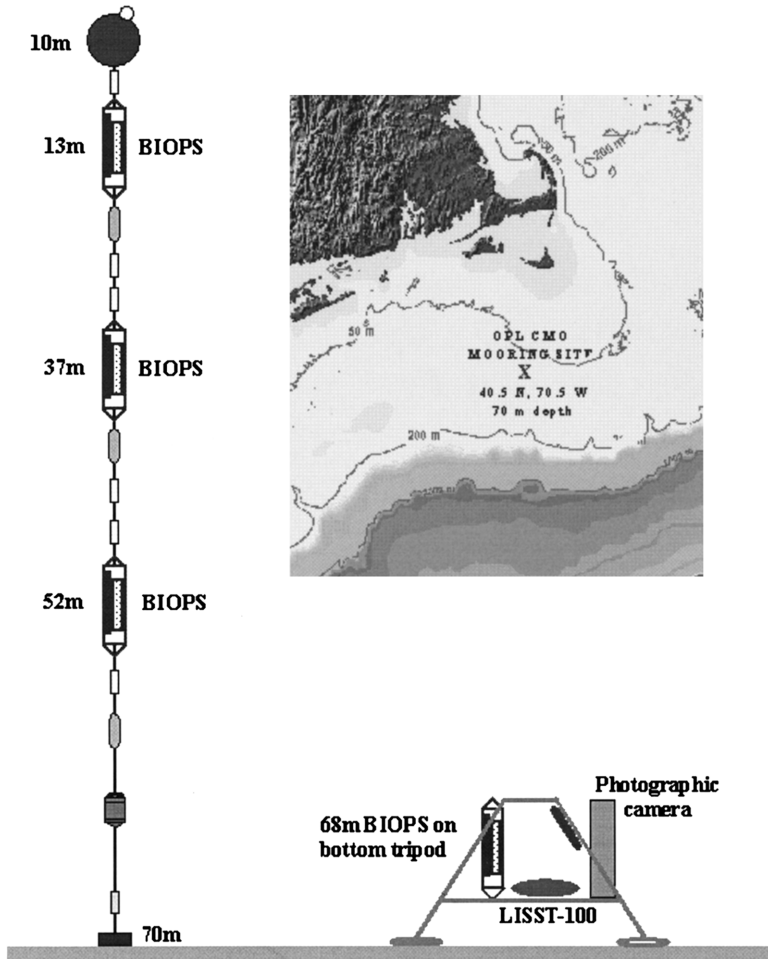 10m
13m
BIOPS
37m
BIOPS
52m
BIOPS
70m
50 m
200 m
OPL CMO
MOORING SITE
X
40.5 N, 70.5 W
70 m depth
50 m
200 m
Photographic
camera
68m BIOPS on
bottom tripod
LISST-100